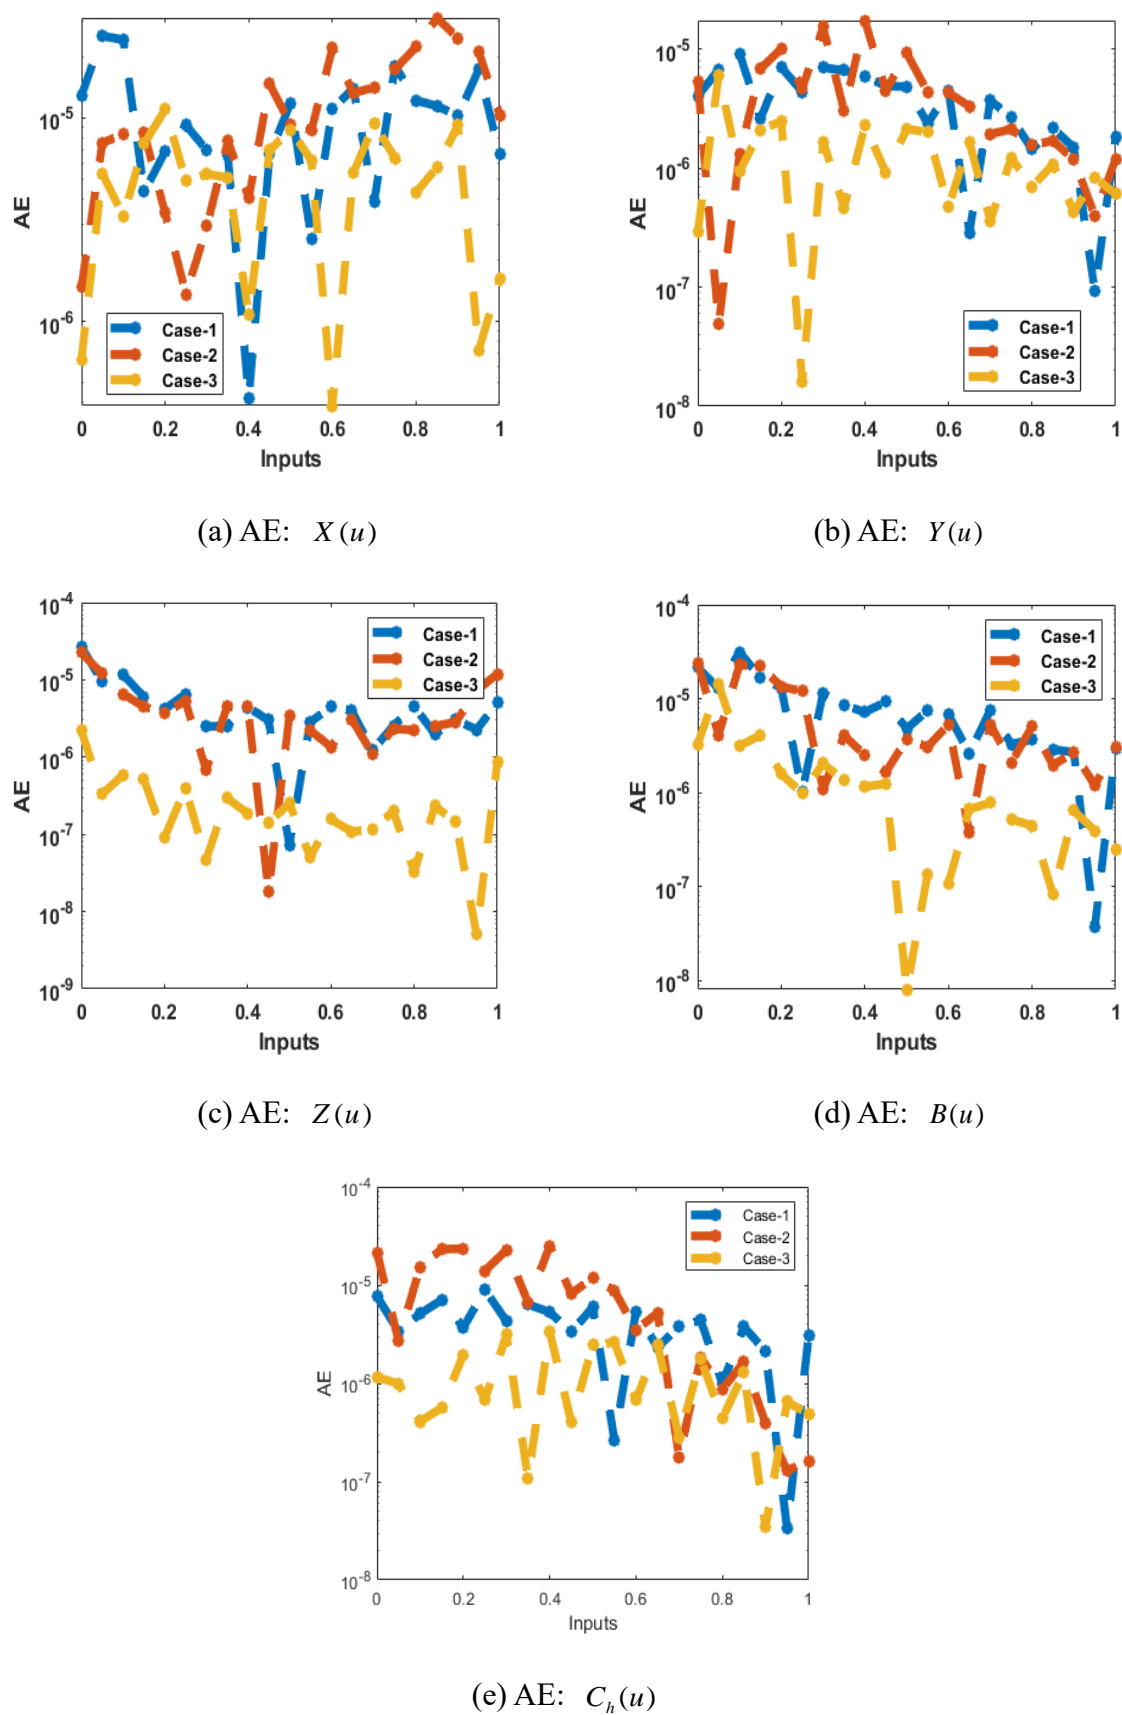 10^-5
10^-6
AE
Case-1
Case-2
Case-3
0 0.2 0.4 0.6 0.8 1
Inputs
(a) AE: X(u)
10^-5
10^-6
10^-7
10^-8
AE
Case-1
Case-2
Case-3
0 0.2 0.4 0.6 0.8 1
Inputs
(b) AE: Y(u)
10^-4
10^-5
10^-6
10^-7
10^-8
10^-9
AE
Case-1
Case-2
Case-3
0 0.2 0.4 0.6 0.8 1
Inputs
(c) AE: Z(u)
10^-4
10^-5
10^-6
10^-7
10^-8
AE
Case-1
Case-2
Case-3
0 0.2 0.4 0.6 0.8 1
Inputs
(d) AE: B(u)
10^-4
10^-5
10^-6
10^-7
10^-8
AE
Case-1
Case-2
Case-3
0 0.2 0.4 0.6 0.8 1
Inputs
(e) AE: C_h(u)